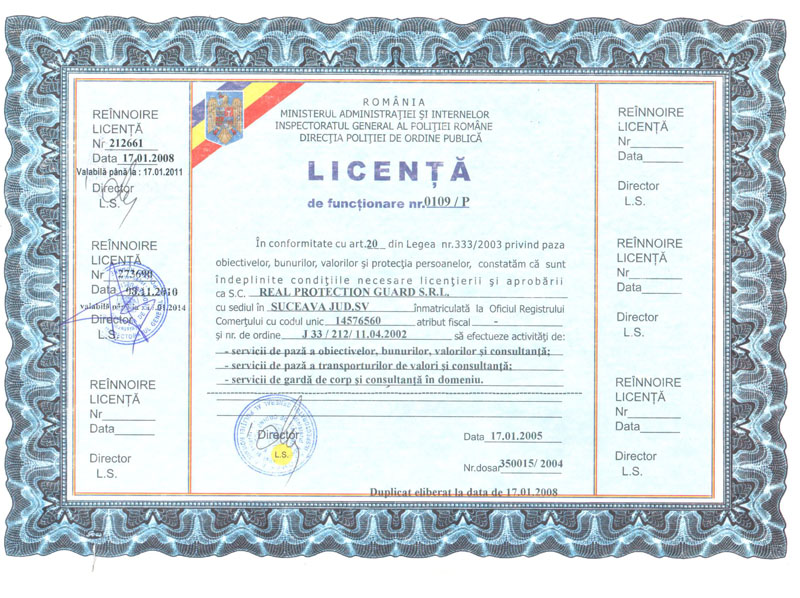 REÎNNOIRE
LICENȚĂ
Nr 212661
Data 17.01.2008
Valabilă până la : 17.01.2011
Director
L.S.
REÎNNOIRE
LICENȚĂ
Nr 273690
Data .11.2010
valabilă .01.2014
Director
L.S.
REÎNNOIRE
LICENȚĂ
Nr
Data
Director
L.S.
ROMÂNIA
MINISTERUL ADMINISTRAȚIEI ȘI INTERNELOR
INSPECTORATUL GENERAL AL POLIȚIEI ROMÂNE
DIRECȚIA POLIȚIEI DE ORDINE PUBLICĂ
LICENȚĂ
de funcționare nr.0109 / P
În conformitate cu art.20 din Legea nr.333/2003 privind paza
obiectivelor, bunurilor, valorilor și protecția persoanelor, constatăm că sunt
îndeplinite condițiile necesare licențierii și aprobării
ca S.C. REAL PROTECTION GUARD S.R.L.
cu sediul în SUCEAVA JUD.SV înmatriculată la Oficiul Registrului
Comerțului cu codul unic 14576560 atribut fiscal -
și nr. de ordine J 33 / 212/ 11.04.2002 să efectueze activități de:
- servicii de pază a obiectivelor, bunurilor, valorilor și consultanță;
- servicii de pază a transporturilor de valori și consultanță;
- servicii de gardă de corp și consultanță în domeniu.
Director
L.S.
Data 17.01.2005
Nr.dosar 350015/ 2004
Duplicat eliberat la data de 17.01.2008
REÎNNOIRE
LICENȚĂ
Nr
Data
Director
L.S.
REÎNNOIRE
LICENȚĂ
Nr
Data
Director
L.S.
REÎNNOIRE
LICENȚĂ
Nr
Data
Director
L.S.